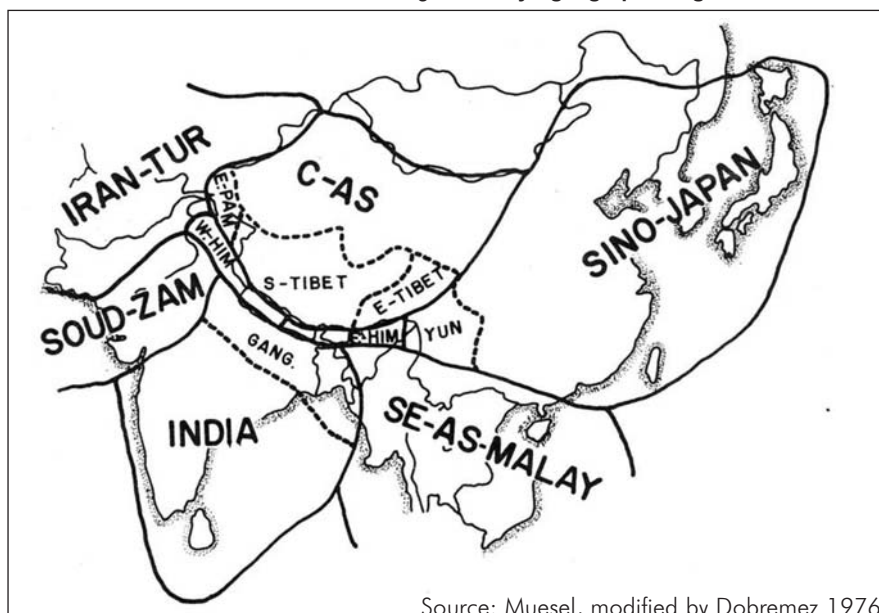 IRAN-TUR
C-AS
E-PAM
W-HIM
SINO-JAPAN
S-TIBET
E-TIBET
SOUD-ZAM
GANG.
E-HIM
YUN
INDIA
SE-AS-MALAY
Source: Muesel, modified by Dobremez 1976